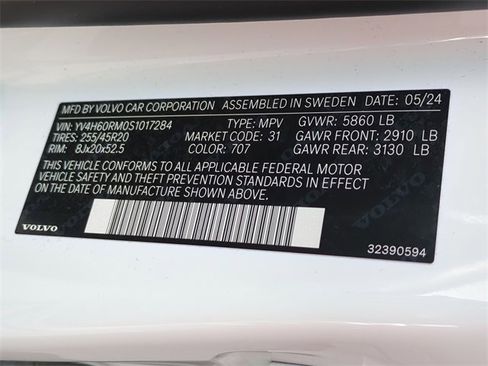 MFD BY VOLVO CAR CORPORATION ASSEMBLED IN SWEDEN DATE: 05/24
VIN: YV4H60RM0S1017284 TYPE: MPV GVWR: 5860 LB
TIRES: 255/45R20 MARKET CODE: 31 GAWR FRONT: 2910 LB
RIM: 8Jx20x52.5 COLOR: 707 GAWR REAR: 3130 LB
THIS VEHICLE CONFORMS TO ALL APPLICABLE FEDERAL MOTOR
VEHICLE SAFETY AND THEFT PREVENTION STANDARDS IN EFFECT
ON THE DATE OF MANUFACTURE SHOWN ABOVE.
VOLVO
32390594